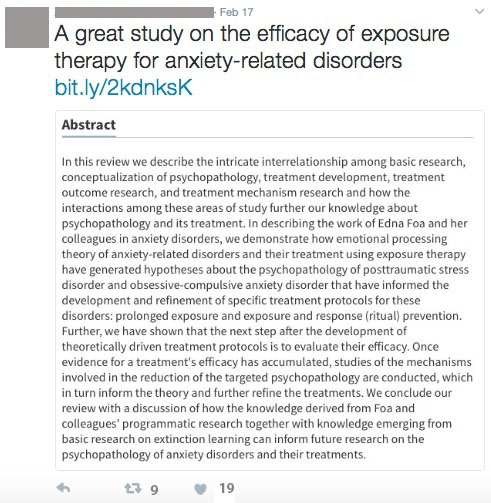 Feb 17
A great study on the efficacy of exposure
therapy for anxiety-related disorders
bit.ly/2kdnksK
Abstract
In this review we describe the intricate interrelationship among basic research,
conceptualization of psychopathology, treatment development, treatment
outcome research, and treatment mechanism research and how the
interactions among these areas of study further our knowledge about
psychopathology and its treatment. In describing the work of Edna Foa and her
colleagues in anxiety disorders, we demonstrate how emotional processing
theory of anxiety-related disorders and their treatment using exposure therapy
have generated hypotheses about the psychopathology of posttraumatic stress
disorder and obsessive-compulsive anxiety disorder that have informed the
development and refinement of specific treatment protocols for these
disorders: prolonged exposure and exposure and response (ritual) prevention.
Further, we have shown that the next step after the development of
theoretically driven treatment protocols is to evaluate their efficacy. Once
evidence for a treatment's efficacy has accumulated, studies of the mechanisms
involved in the reduction of the targeted psychopathology are conducted, which
in turn inform the theory and further refine the treatments. We conclude our
review with a discussion of how the knowledge derived from Foa and
colleagues' programmatic research together with knowledge emerging from
basic research on extinction learning can inform future research on the
psychopathology of anxiety disorders and their treatments.
9 19